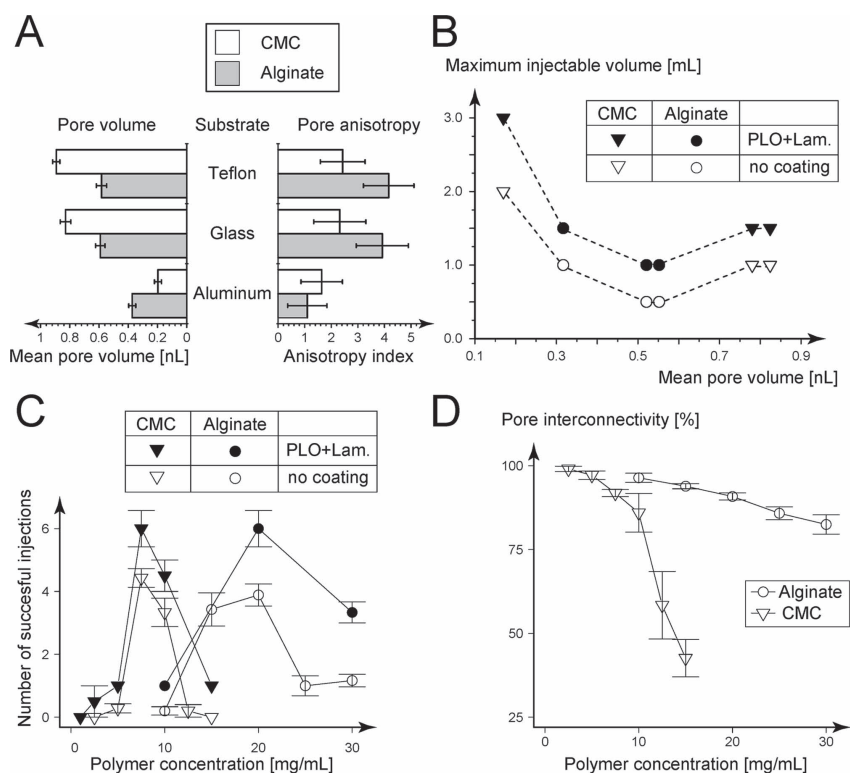 A
CMC
Alginate
Pore volume Substrate Pore anisotropy
Teflon
Glass
Aluminum
1 0.8 0.6 0.4 0.2 0
0 1 2 3 4 5
Mean pore volume [nL] Anisotropy index
B
Maximum injectable volume [mL]
CMC Alginate
PLO+Lam.
no coating
3.0
2.0
1.0
0.0
0.1 0.3 0.5 0.7 0.9
Mean pore volume [nL]
C
CMC Alginate
PLO+Lam.
no coating
Number of succesful injections
6
4
2
0
0 10 20 30
Polymer concentration [mg/mL]
D
Pore interconnectivity [%]
100
75
50
25
Alginate
CMC
0 10 20 30
Polymer concentration [mg/mL]